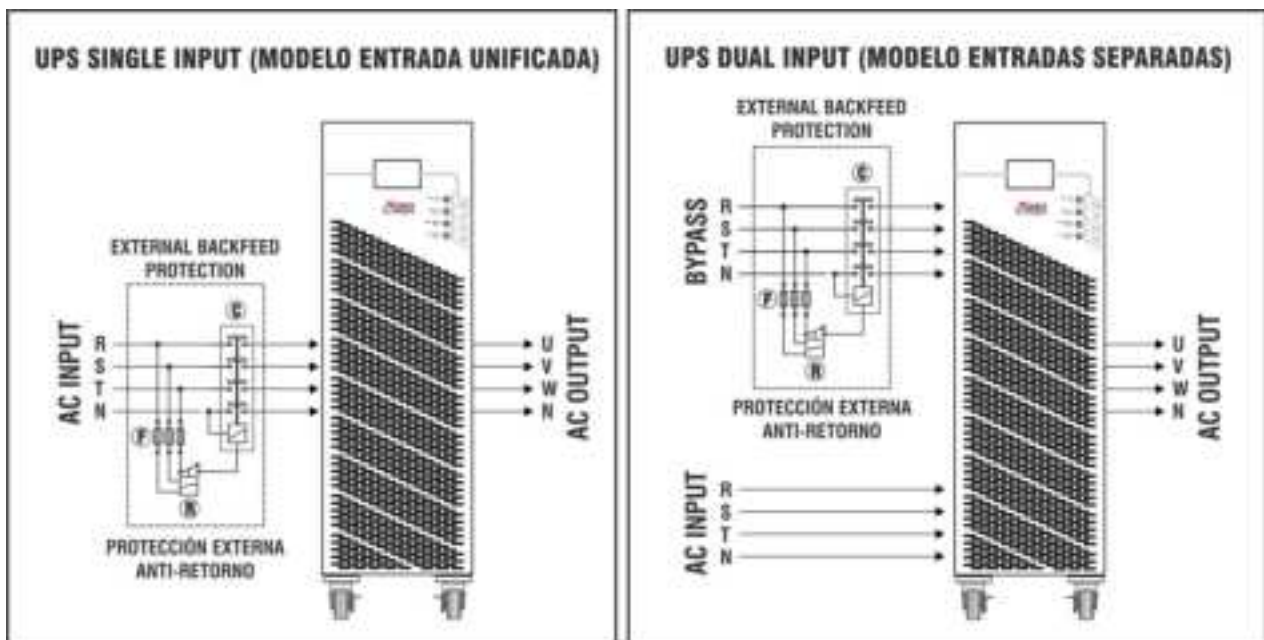 UPS SINGLE INPUT (MODELO ENTRADA UNIFICADA)
EXTERNAL BACKFEED
PROTECTION
C
AC INPUT
R
S
T
N
F
R
PROTECCIÓN EXTERNA
ANTI-RETORNO
U
V
W
N
AC OUTPUT
UPS DUAL INPUT (MODELO ENTRADAS SEPARADAS)
EXTERNAL BACKFEED
PROTECTION
C
BYPASS
R
S
T
N
F
R
PROTECCIÓN EXTERNA
ANTI-RETORNO
AC INPUT
R
S
T
N
U
V
W
N
AC OUTPUT